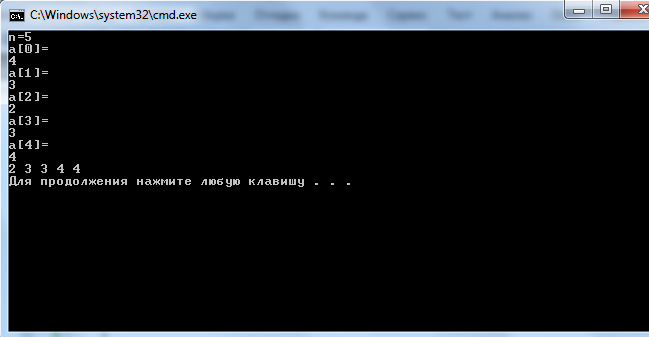 C:\Windows\system32\cmd.exe
n=5
a[0]=
4
a[1]=
3
a[2]=
2
a[3]=
3
a[4]=
4
2 3 3 4 4
Для продолжения нажмите любую клавишу . . .